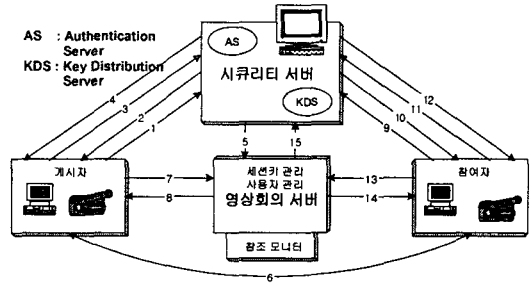 AS : Authentication
Server
KDS : Key Distribution
Server
AS
시큐리티 서버
KDS
4
3
2
1
5
15
12
11
10
9
게시자
7
8
세션키 관리
사용자 관리
영상회의 서버
참조 모니터
13
14
참여자
6